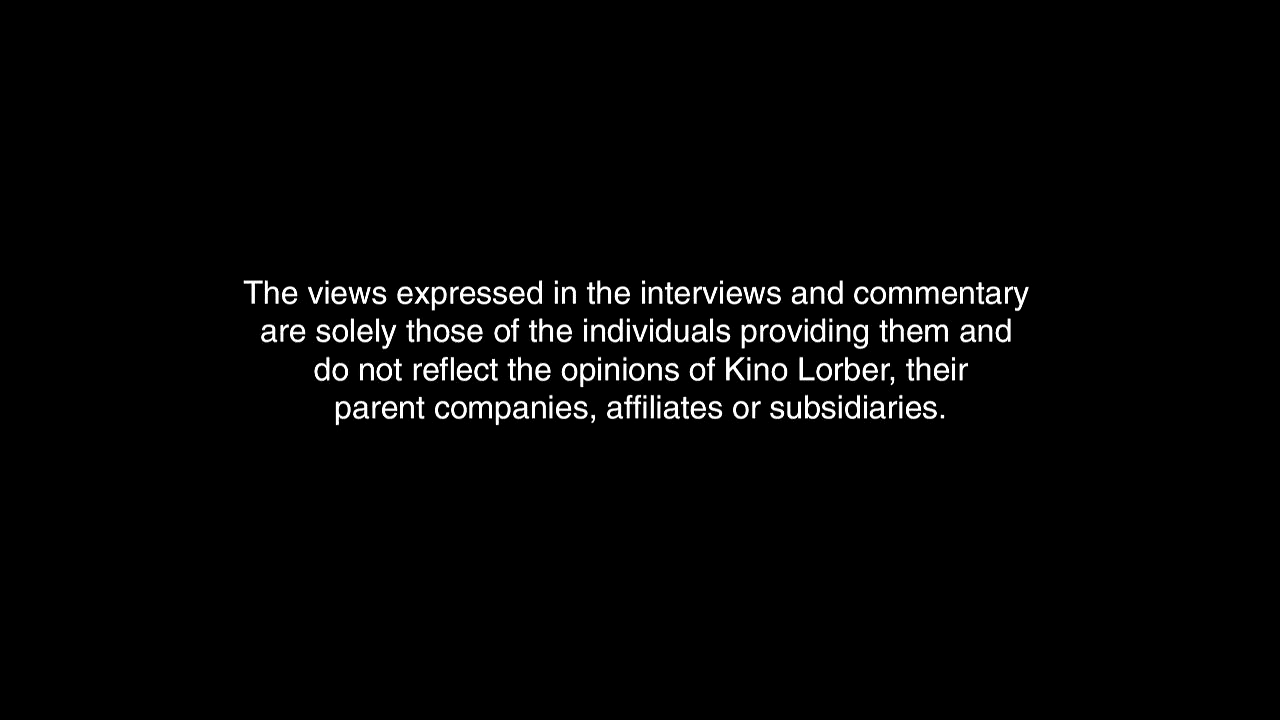 The views expressed in the interviews and commentary
are solely those of the individuals providing them and
do not reflect the opinions of Kino Lorber, their
parent companies, affiliates or subsidiaries.